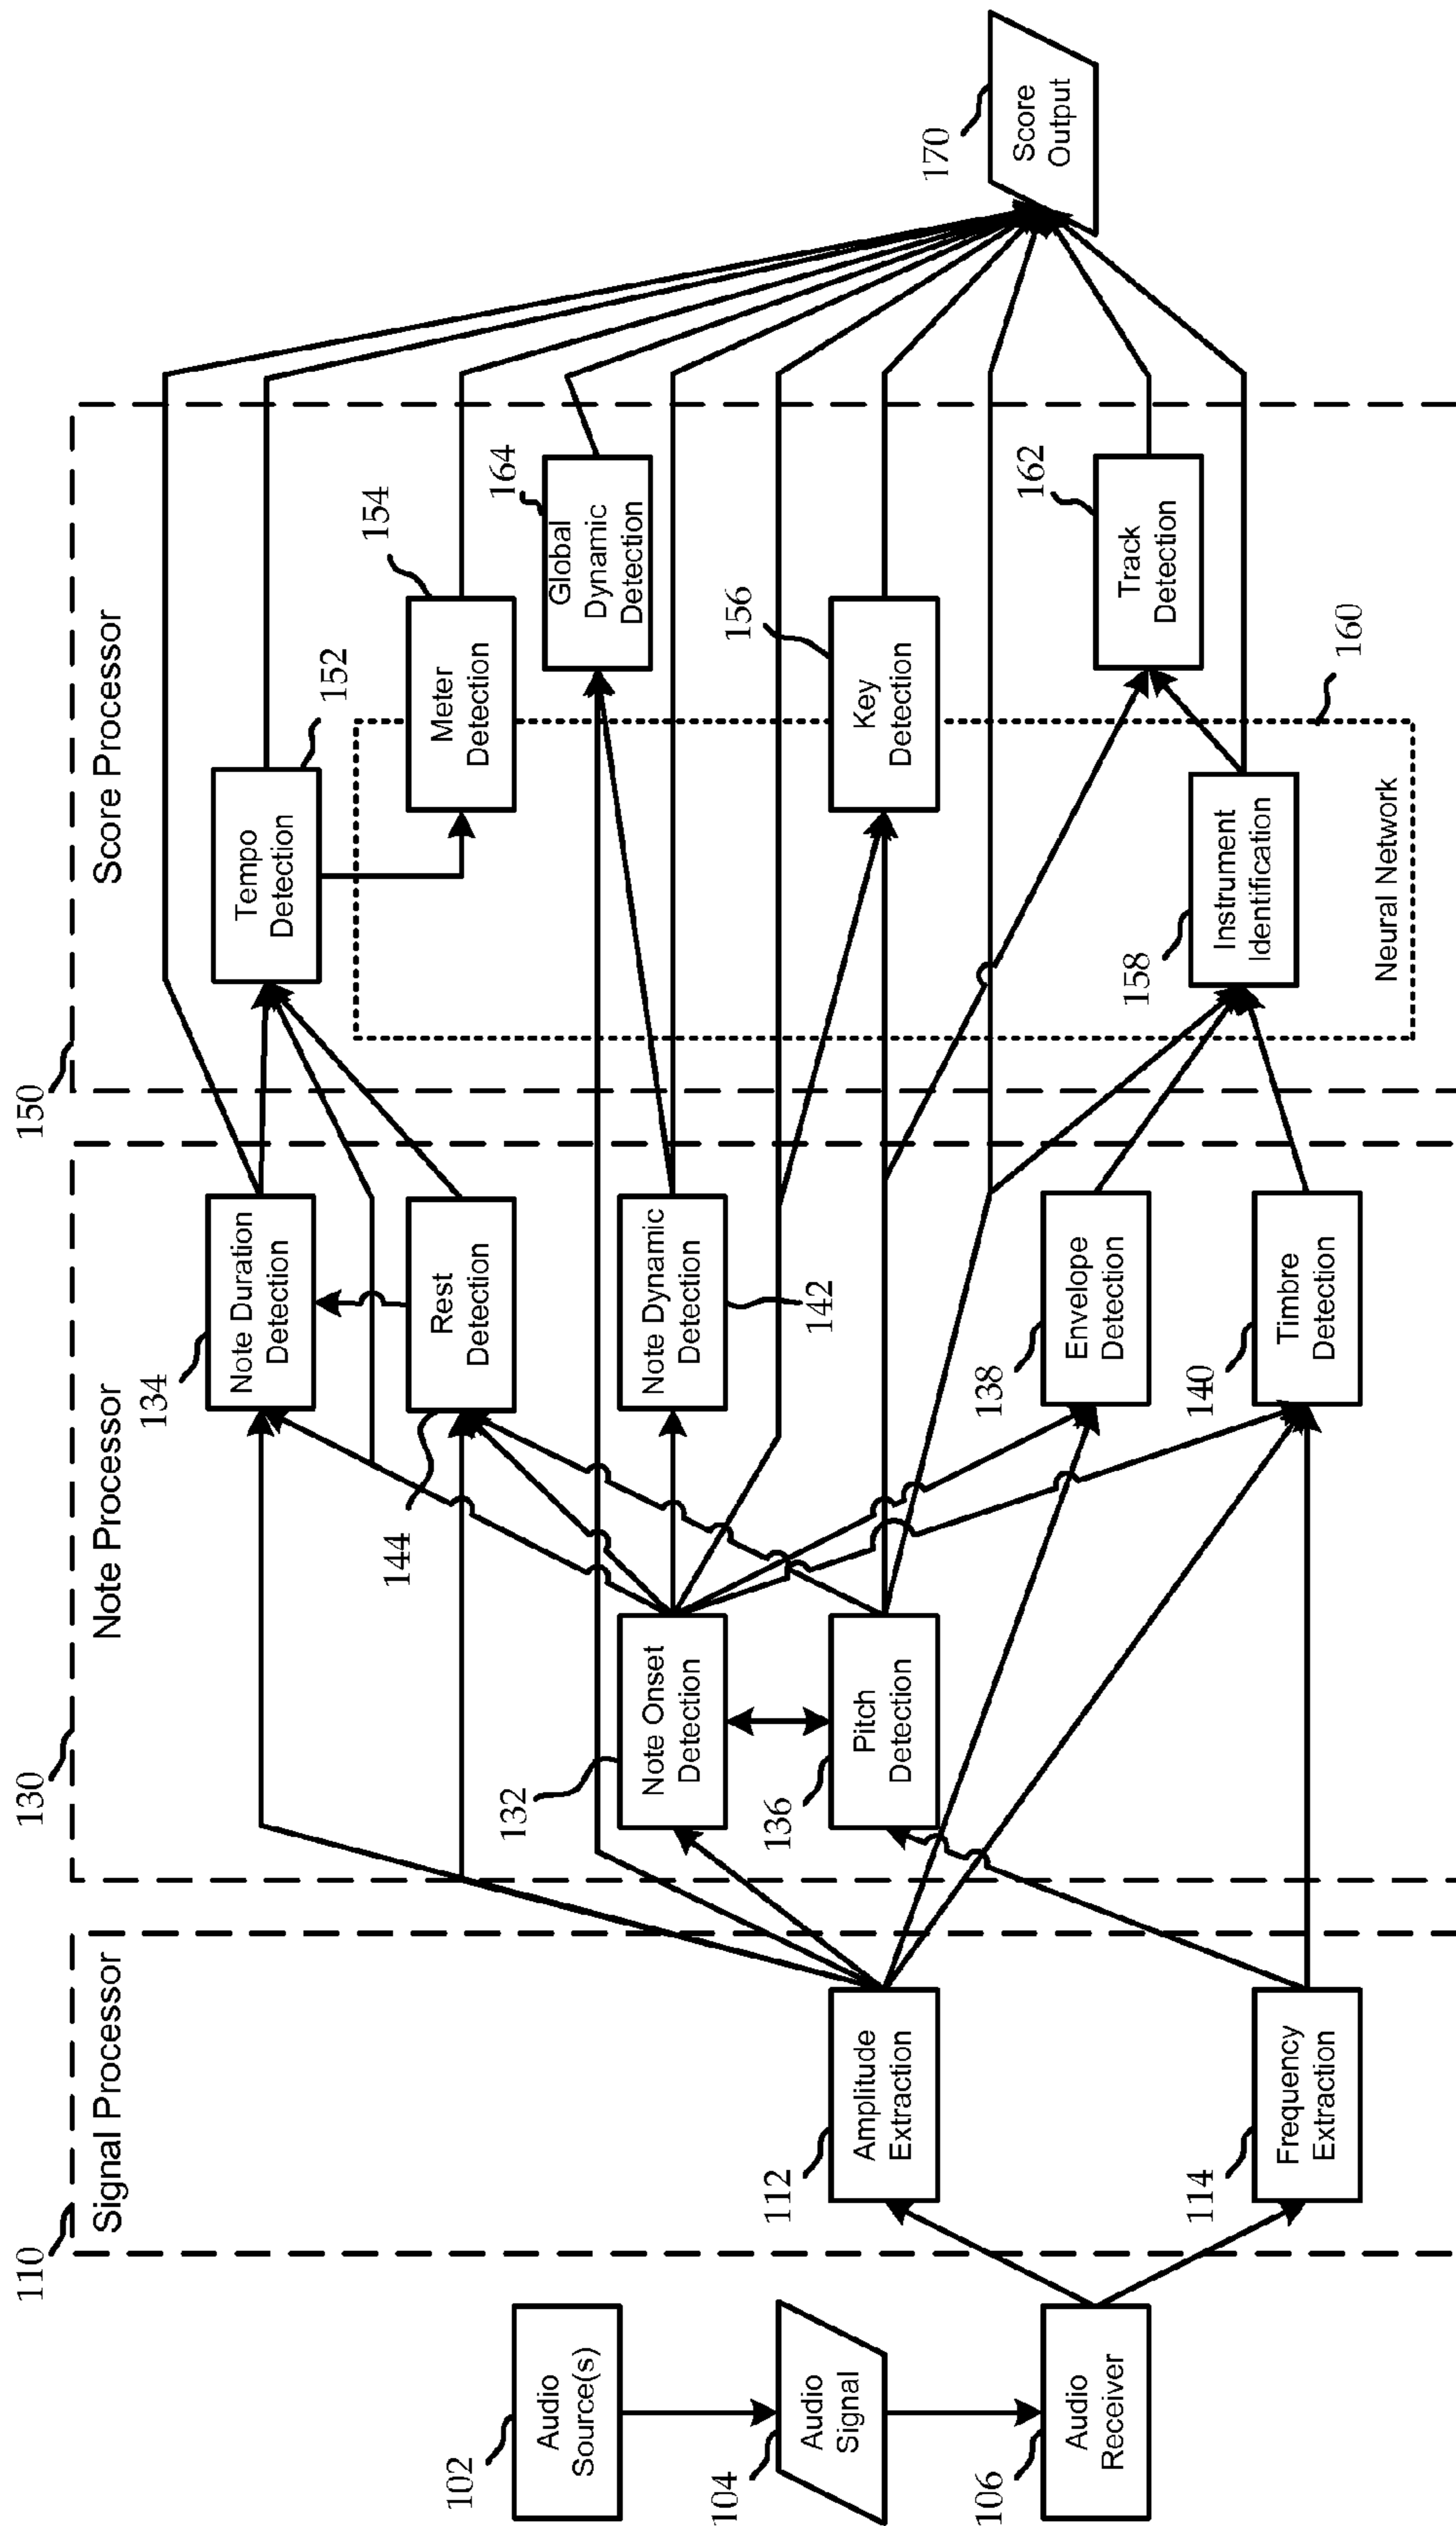 110
Signal Processor
130
Note Processor
150
Score Processor
102
Audio
Source(s)
104
Audio
Signal
106
Audio
Receiver
112
Amplitude
Extraction
114
Frequency
Extraction
132
Note Onset
Detection
136
Pitch
Detection
134
Note Duration
Detection
144
Rest
Detection
Note Dynamic
Detection
142
138
Envelope
Detection
140
Timbre
Detection
Tempo
Detection
152
Meter
Detection
154
Global
Dynamic
Detection
164
Key
Detection
156
Track
Detection
162
158
Instrument
Identification
Neural Network
160
170
Score
Output